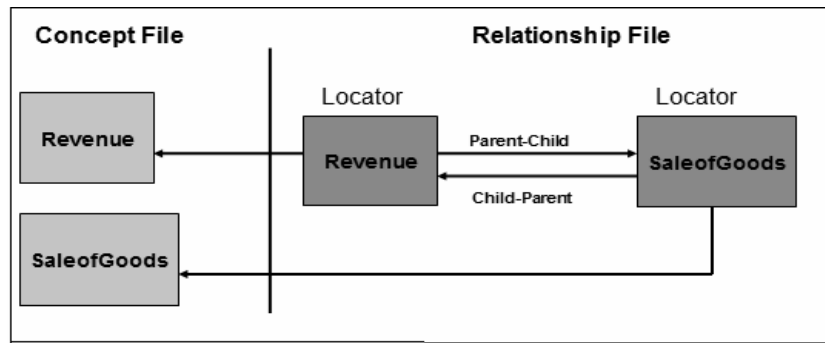 Concept File
Relationship File
Locator
Locator
Revenue
Revenue
Parent-Child
SaleofGoods
Child-Parent
SaleofGoods